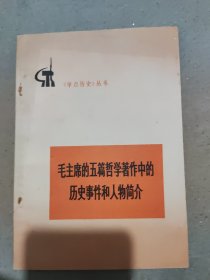 《学点历史》丛书
毛主席的五篇哲学著作中的
历史事件和人物简介